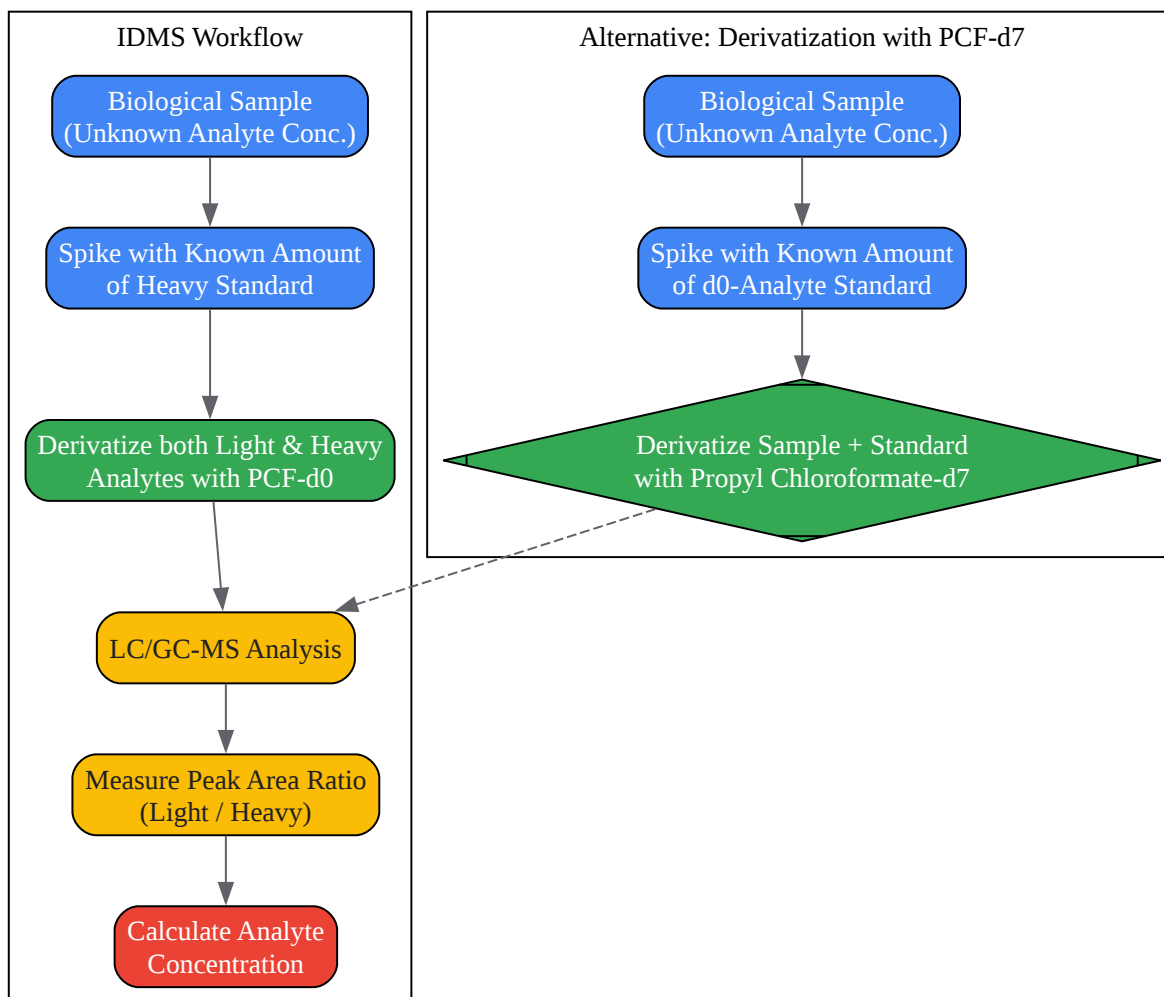 IDMS Workflow
Biological Sample
(Unknown Analyte Conc.)
Spike with Known Amount
of Heavy Standard
Derivatize both Light & Heavy
Analytes with PCF-d0
LC/GC-MS Analysis
Measure Peak Area Ratio
(Light / Heavy)
Calculate Analyte
Concentration
Alternative: Derivatization with PCF-d7
Biological Sample
(Unknown Analyte Conc.)
Spike with Known Amount
of d0-Analyte Standard
Derivatize Sample + Standard
with Propyl Chloroformate-d7